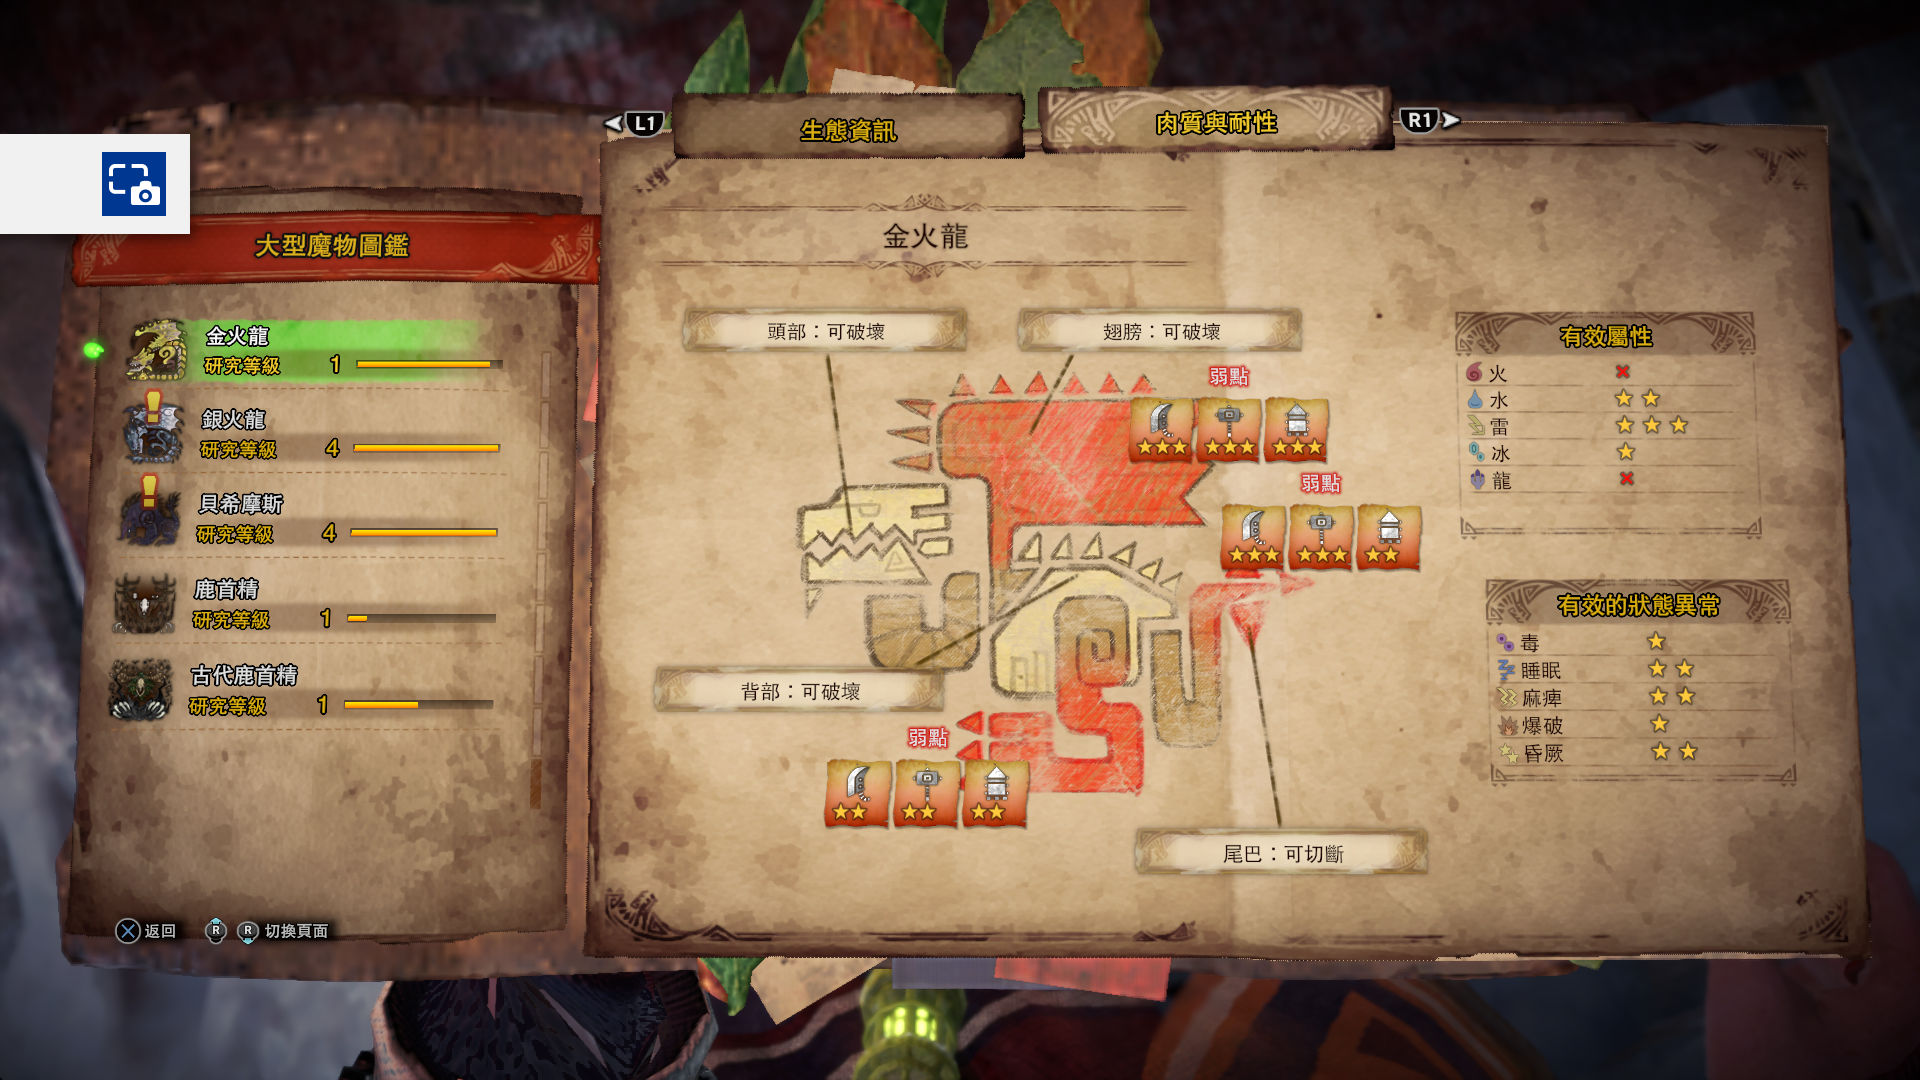 L1
生態資訊
肉質與耐性
R1
大型魔物圖鑑
金火龍
研究等級 1
銀火龍
研究等級 4
貝希摩斯
研究等級 4
鹿首精
研究等級 1
古代鹿首精
研究等級 1
返回 R R 切換頁面
金火龍
頭部：可破壞
翅膀：可破壞
弱點
弱點
背部：可破壞
弱點
尾巴：可切斷
有效屬性
火
水
雷
冰
龍
有效的狀態異常
毒
睡眠
麻痺
爆破
昏厥